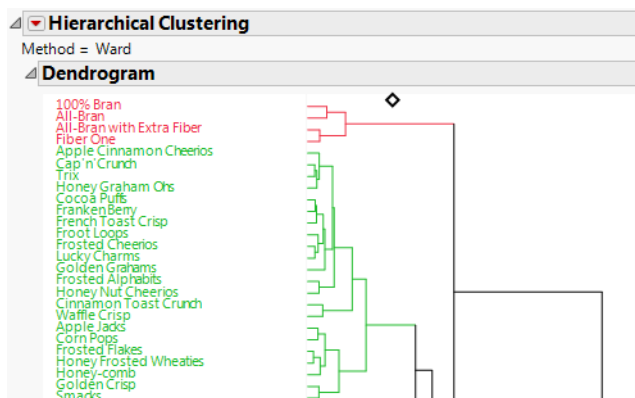 Hierarchical Clustering
Method = Ward
Dendrogram
100% Bran
All-Bran
All-Bran with Extra Fiber
Fiber One
Apple Cinnamon Cheerios
Cap'n'Crunch
Trix
Honey Graham Ohs
Cocoa Puffs
FrankenBerry
French Toast Crisp
Froot Loops
Frosted Cheerios
Lucky Charms
Golden Grahams
Frosted Alphabits
Honey Nut Cheerios
Cinnamon Toast Crunch
Waffle Crisp
Apple Jacks
Corn Pops
Frosted Flakes
Honey Frosted Wheaties
Honey-comb
Golden Crisp
Smacks